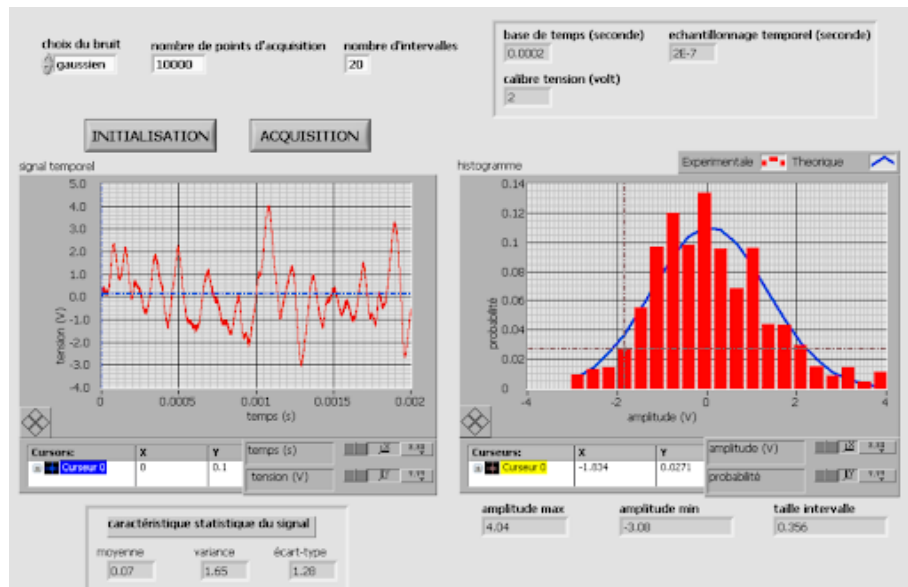 choix du bruit
gaussien
nombre de points d'acquisition
10000
nombre d'intervalles
20
base de temps (seconde)
0.0002
echantillonnage temporel (seconde)
2E-7
calibre tension (volt)
2
INITIALISATION
ACQUISITION
signal temporel
5.0
4.0
3.0
2.0
1.0
0.0
-1.0
-2.0
-3.0
-4.0
tension (V)
0
0.0005
0.001
0.0015
0.002
temps (s)
Cursors: X Y
Curseur 0 0 0.1
temps (s)
tension (V)
histogramme
Experimentale
Theorique
0.14
0.12
0.1
0.08
0.06
0.04
0.02
0
probabilité
-4
-2
0
2
4
amplitude (V)
Curseurs: X Y
Curseur 0 -1.834 0.0271
amplitude (V)
probabilité
amplitude max
4.04
amplitude min
-3.08
taille intervalle
0.356
caractéristique statistique du signal
moyenne
0.07
variance
1.65
écart-type
1.28